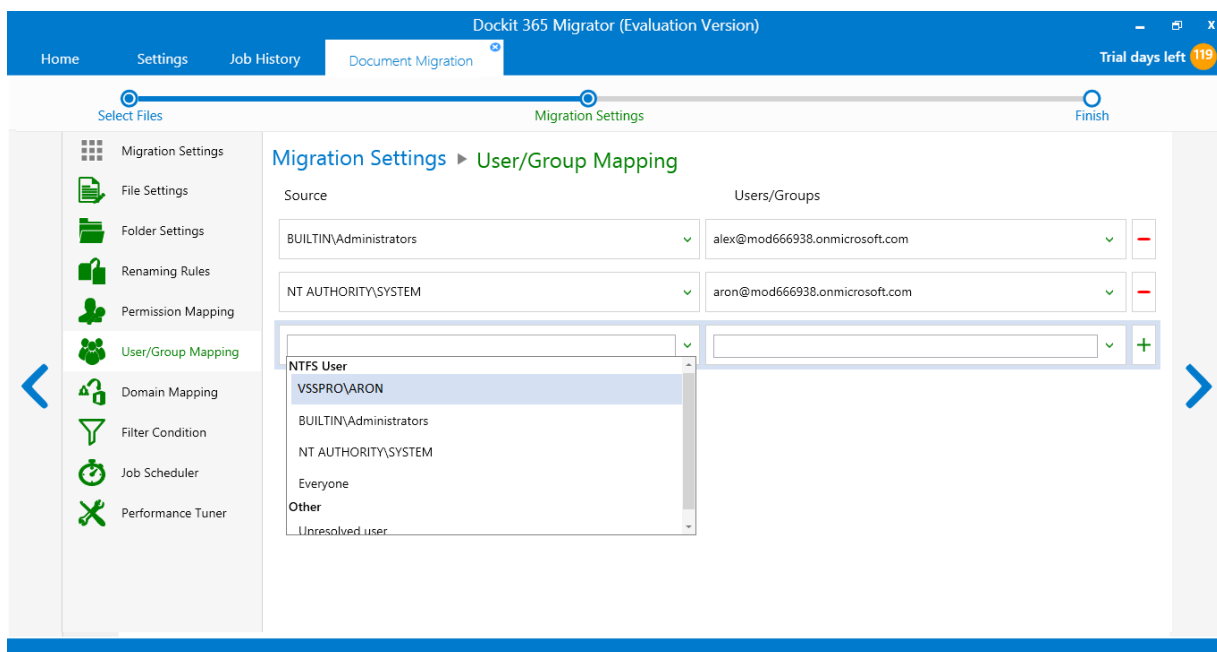 Dockit 365 Migrator (Evaluation Version)
Home Settings Job History Document Migration Trial days left 119
Select Files Migration Settings Finish
Migration Settings
File Settings
Folder Settings
Renaming Rules
Permission Mapping
User/Group Mapping
Domain Mapping
Filter Condition
Job Scheduler
Performance Tuner
Migration Settings ▶ User/Group Mapping
Source Users/Groups
BUILTIN\Administrators alex@mod666938.onmicrosoft.com
NT AUTHORITY\SYSTEM aron@mod666938.onmicrosoft.com
NTFS User
VSSPRO\ARON
BUILTIN\Administrators
NT AUTHORITY\SYSTEM
Everyone
Other
Unresolved user